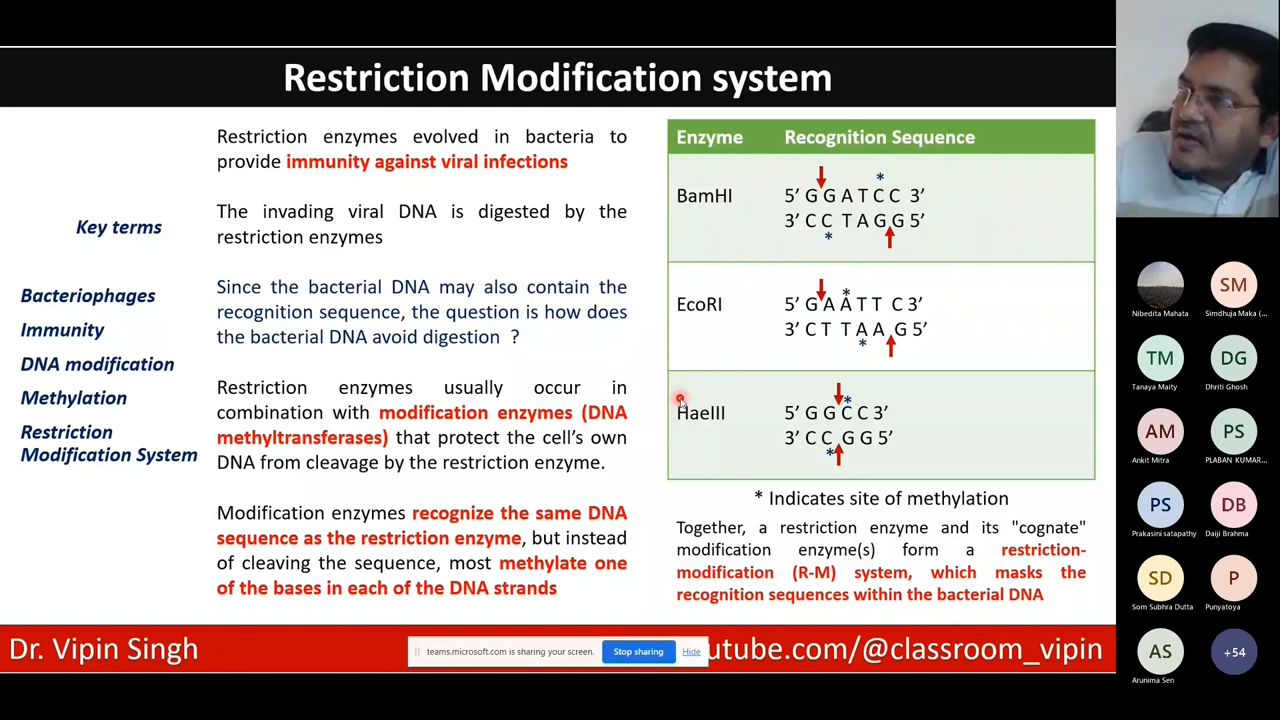 Restriction Modification system
Key terms
Bacteriophages
Immunity
DNA modification
Methylation
Restriction
Modification System
Restriction enzymes evolved in bacteria to
provide immunity against viral infections
The invading viral DNA is digested by the
restriction enzymes
Since the bacterial DNA may also contain the
recognition sequence, the question is how does
the bacterial DNA avoid digestion ?
Restriction enzymes usually occur in
combination with modification enzymes (DNA
methyltransferases) that protect the cell's own
DNA from cleavage by the restriction enzyme.
Modification enzymes recognize the same DNA
sequence as the restriction enzyme, but instead
of cleaving the sequence, most methylate one
of the bases in each of the DNA strands
Enzyme Recognition Sequence
*
BamHI 5' G G A T C C 3'
3' C C T A G G 5'
*
*
EcoRI 5' G A A T T C 3'
3' C T T A A G 5'
*
*
HaeIII 5' G G C C 3'
3' C C G G 5'
*
* Indicates site of methylation
Together, a restriction enzyme and its "cognate"
modification enzyme(s) form a restriction-
modification (R-M) system, which masks the
recognition sequences within the bacterial DNA
Dr. Vipin Singh
teams.microsoft.com is sharing your screen. Stop sharing Hide
utube.com/@classroom_vipin
Nibedita Mahata
SM
Simdhuja Maka (...
TM
Tanaya Maity
DG
Dhriti Ghosh
AM
Ankit Mitra
PS
PLABAN KUMAR...
PS
Prakasini satapathy
DB
Daiji Brahma
SD
Som Subhra Dutta
P
Punyatoya
AS
Arunima Sen
+54